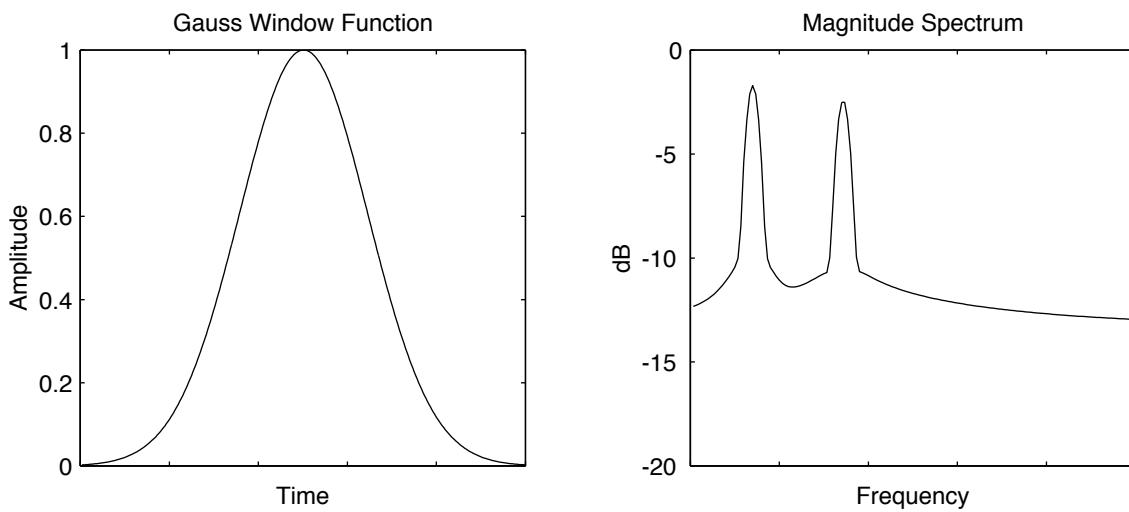 Gauss Window Function
1
0.8
0.6
0.4
0.2
0
Amplitude
Time
Magnitude Spectrum
0
-5
-10
-15
-20
dB
Frequency